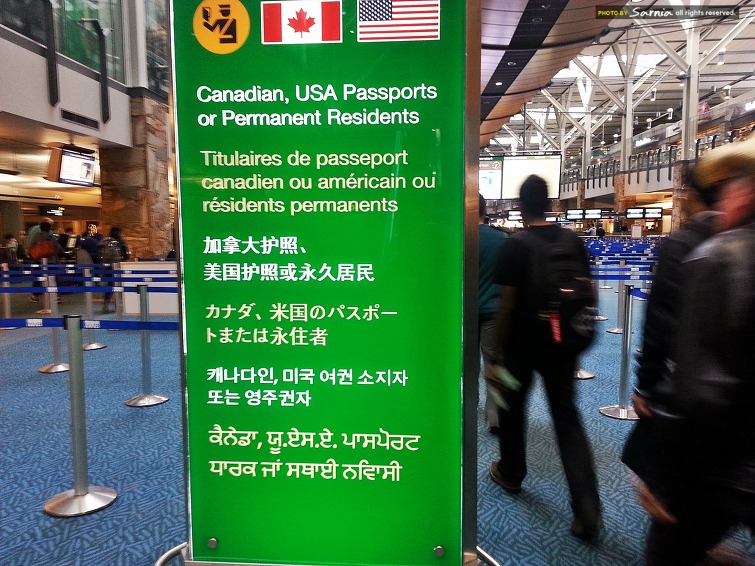 PHOTO BY Sarnia all rights reserved.
Canadian, USA Passports
or Permanent Residents
Titulaires de passeport
canadien ou américain ou
résidents permanents
加拿大护照、
美国护照或永久居民
カナダ、米国のパスポー
トまたは永住者
캐나다인, 미국 여권 소지자
또는 영주권자
ਕੈਨੇਡਾ, ਯੂ.ਏਸ.ਏ. ਪਾਸਪੋਰਟ
ਧਾਰਕ ਜਾਂ ਸਥਾਈ ਨਵਿਾਸੀ